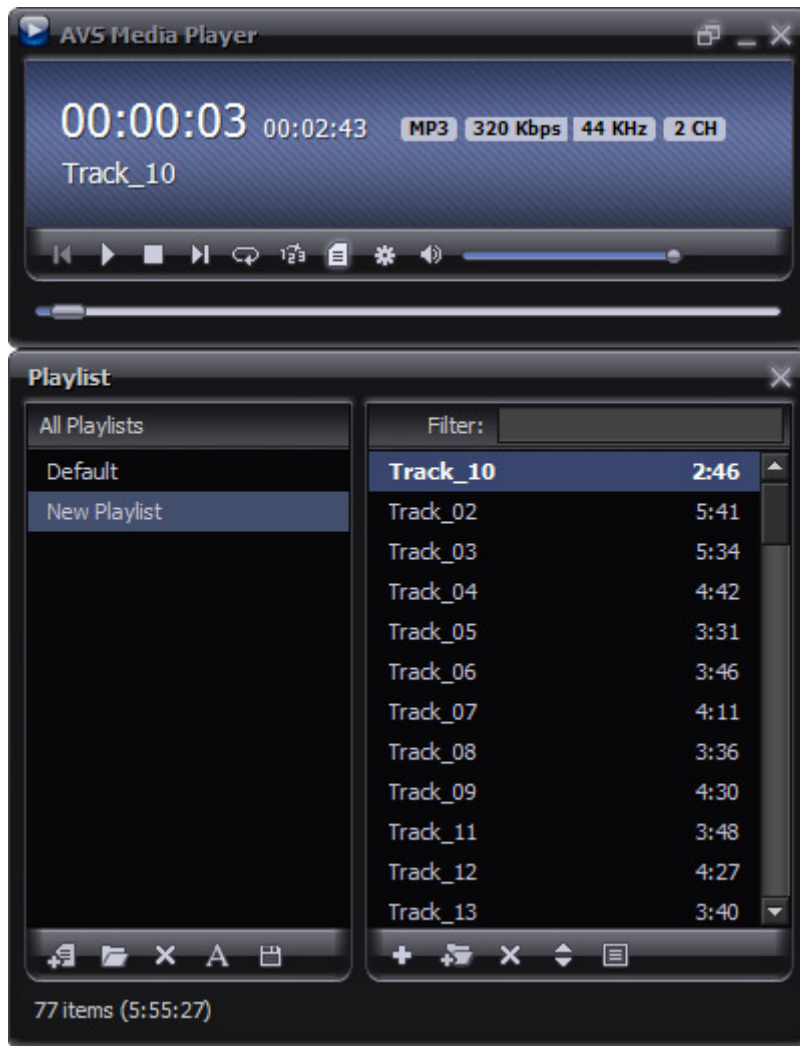 AVS Media Player
00:00:03 00:02:43 MP3 320 Kbps 44 KHz 2 CH
Track_10
Playlist
All Playlists
Default
New Playlist
Filter:
Track_10 2:46
Track_02 5:41
Track_03 5:34
Track_04 4:42
Track_05 3:31
Track_06 3:46
Track_07 4:11
Track_08 3:36
Track_09 4:30
Track_11 3:48
Track_12 4:27
Track_13 3:40
77 items (5:55:27)